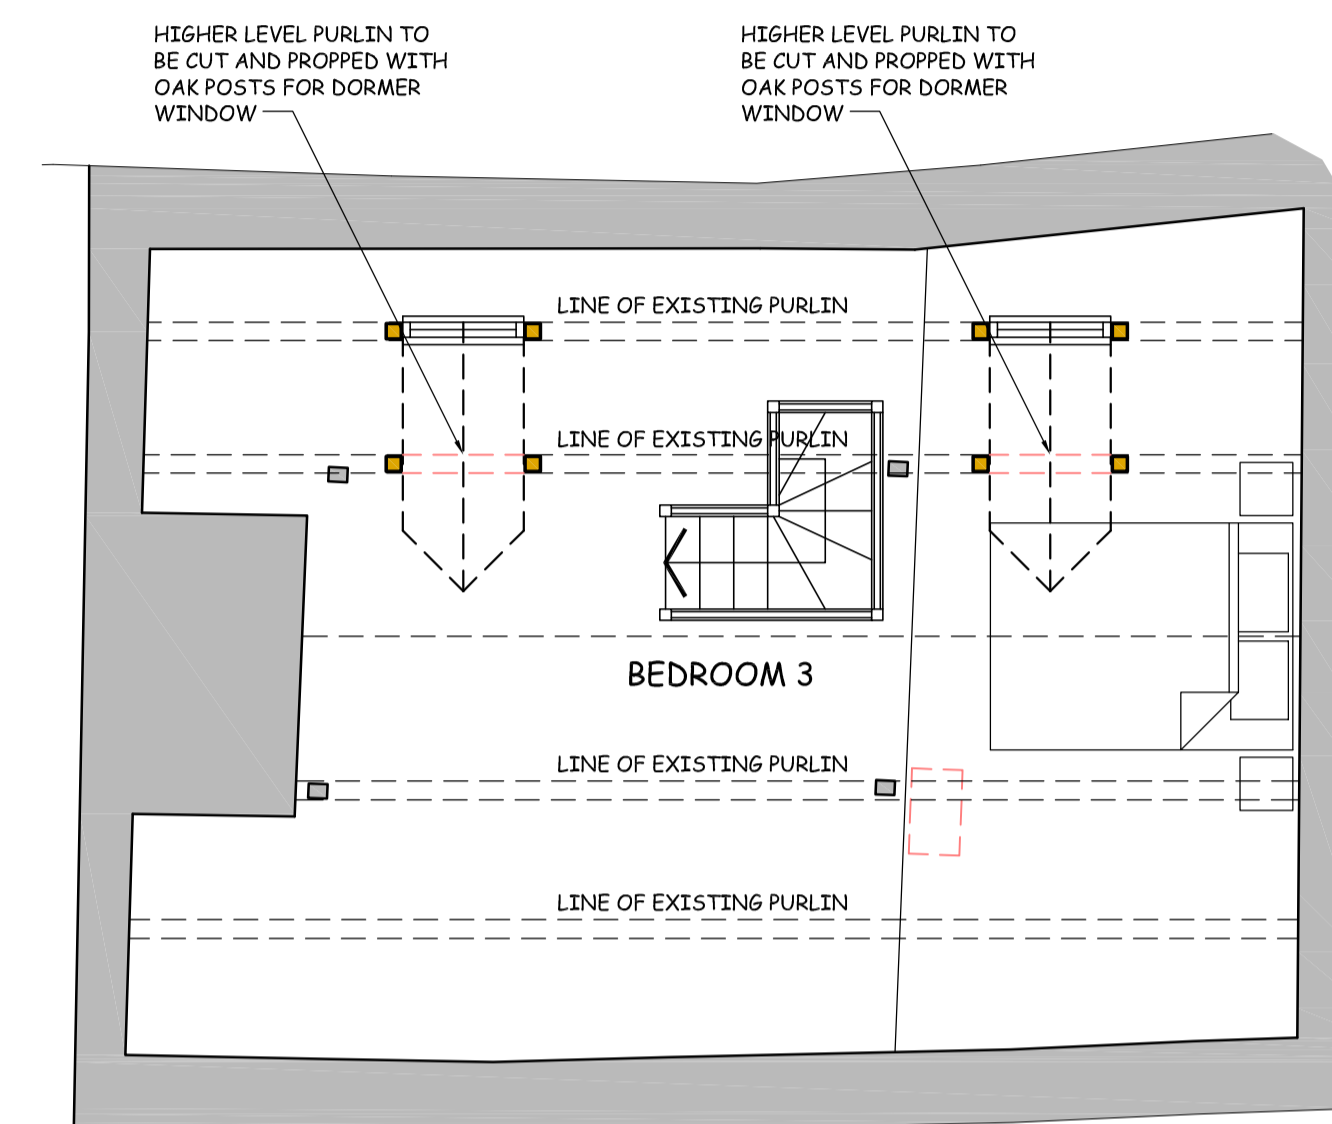 HIGHER LEVEL PURLIN TO
BE CUT AND PROPPED WITH
OAK POSTS FOR DORMER
WINDOW
HIGHER LEVEL PURLIN TO
BE CUT AND PROPPED WITH
OAK POSTS FOR DORMER
WINDOW
LINE OF EXISTING PURLIN
LINE OF EXISTING PURLIN
BEDROOM 3
LINE OF EXISTING PURLIN
LINE OF EXISTING PURLIN